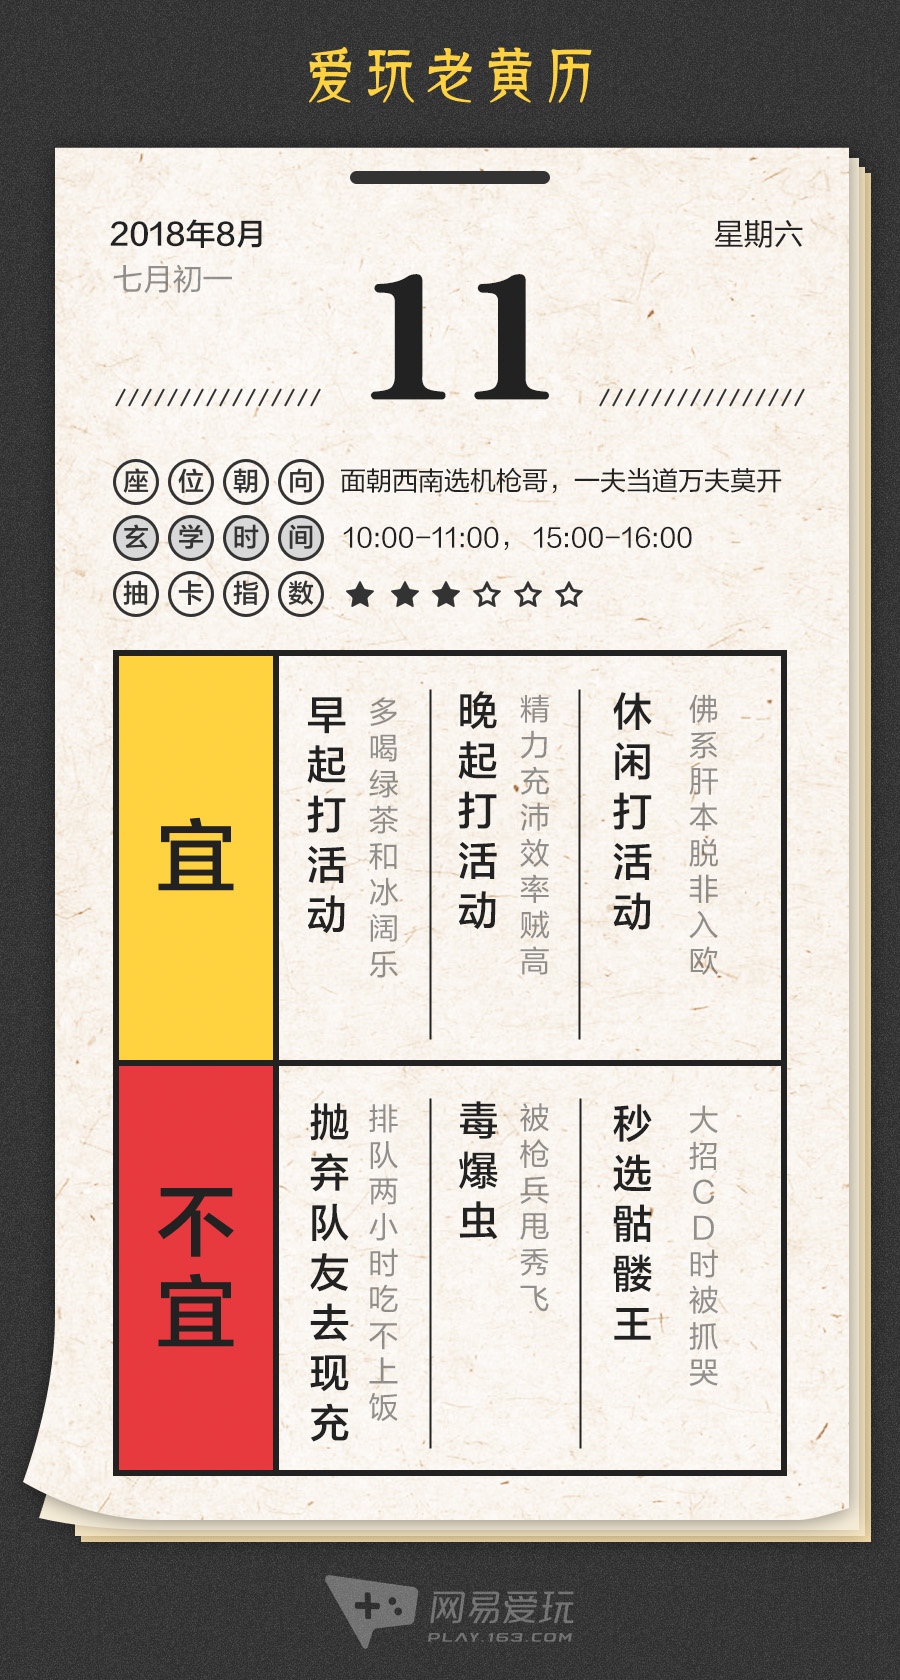 爱玩老黄历
2018年8月
星期六
七月初一
11
座位朝向 面朝西南选机枪哥，一夫当道万夫莫开
玄学时间 10:00-11:00，15:00-16:00
抽卡指数 ★★★☆☆☆
宜
早起打活动
多喝绿茶和冰阔乐
晚起打活动
精力充沛效率贼高
休闲打活动
佛系肝本脱非入欧
不宜
抛弃队友去现充
排队两小时吃不上饭
毒爆虫
被枪兵甩秀飞
秒选骷髅王
大招CD时被抓哭
网易爱玩
PLAY.163.COM